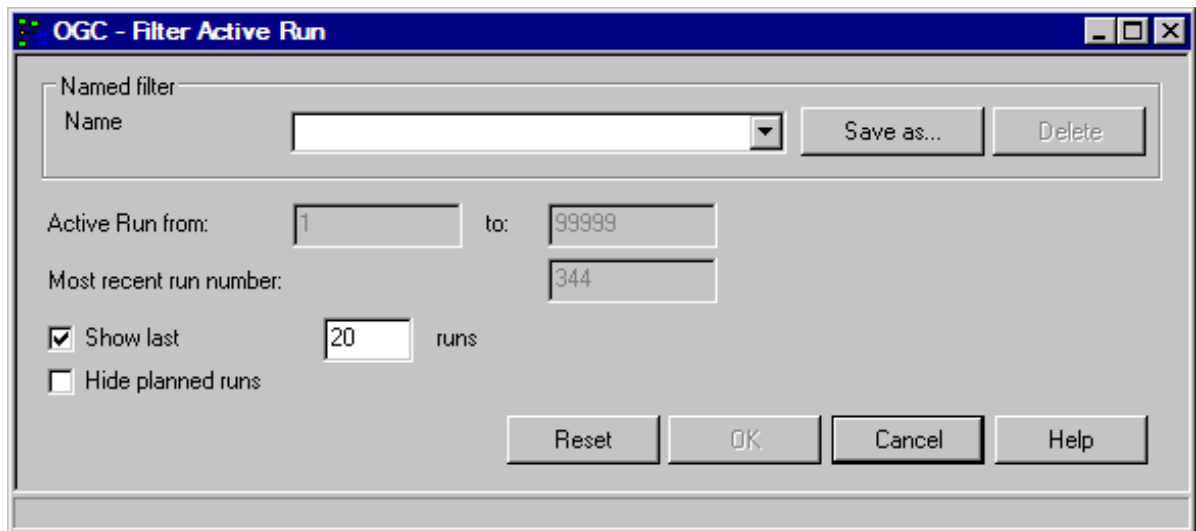 OGC - Filter Active Run
Named filter
Name
Save as...
Delete
Active Run from:
1
to:
99999
Most recent run number:
344
Show last
20
runs
Hide planned runs
Reset
OK
Cancel
Help